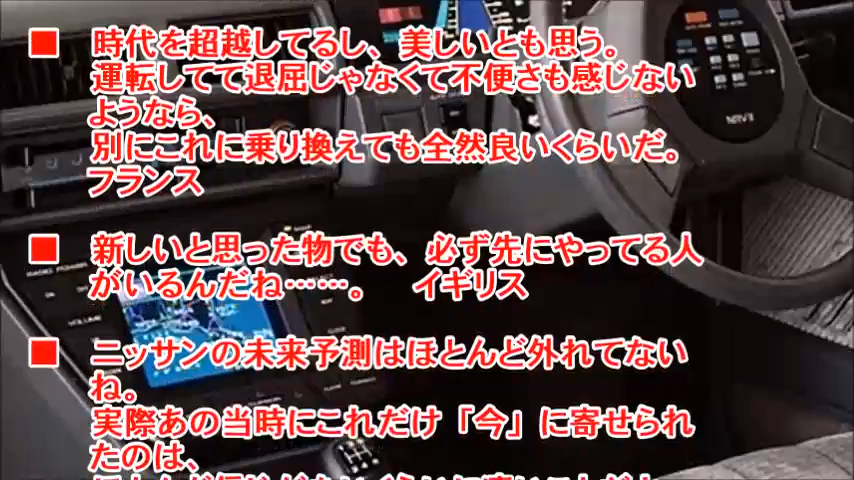 ■ 時代を超越してるし、美しいとも思う。
運転してて退屈じゃなくて不便さも感じない
ようなら、
別にこれに乗り換えても全然良いくらいだ。
フランス
■ 新しいと思った物でも、必ず先にやってる人
がいるんだね……。 イギリス
■ ニッサンの未来予測はほとんど外れてない
ね。
実際あの当時にこれだけ「今」に寄せられ
たのは、
NRV-II
VOLUME